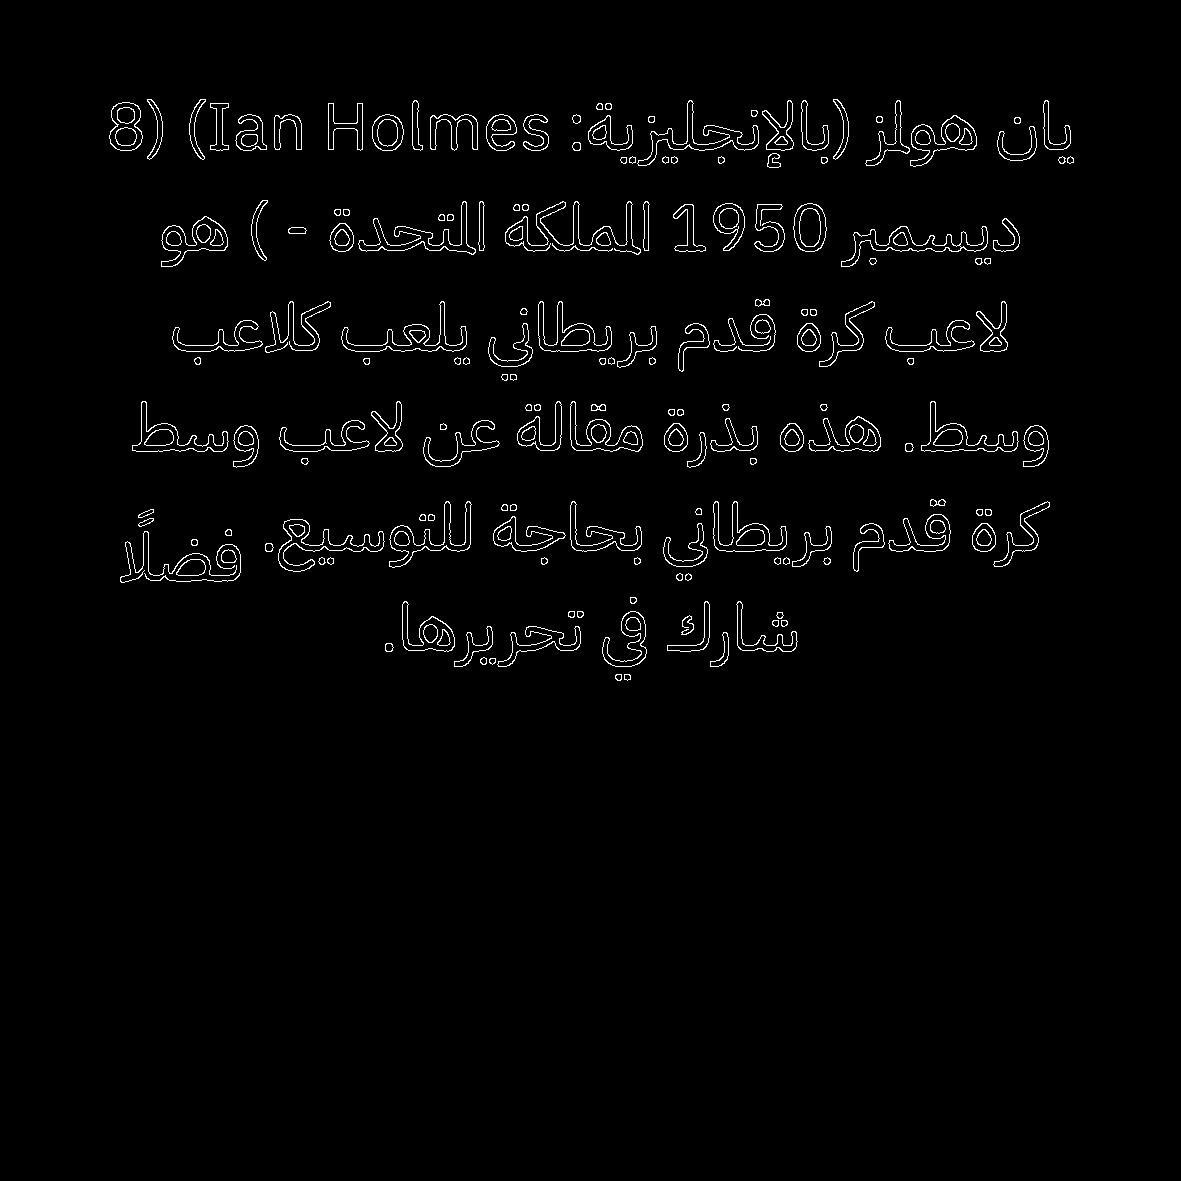 يان هولمز (بالإنجليزية: Ian Holmes) (8
ديسمبر 1950 المملكة المتحدة - ) هو
لاعب كرة قدم بريطاني يلعب كلاعب
وسط. هذه بذرة مقالة عن لاعب وسط
كرة قدم بريطاني بحاجة للتوسيع. فضلًا
شارك في تحريرها.